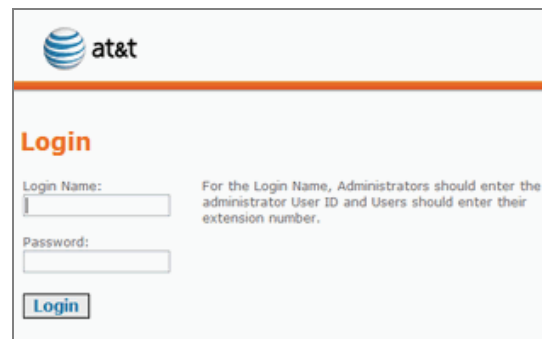 at&t
Login
Login Name:
For the Login Name, Administrators should enter the
administrator User ID and Users should enter their
extension number.
Password:
Login